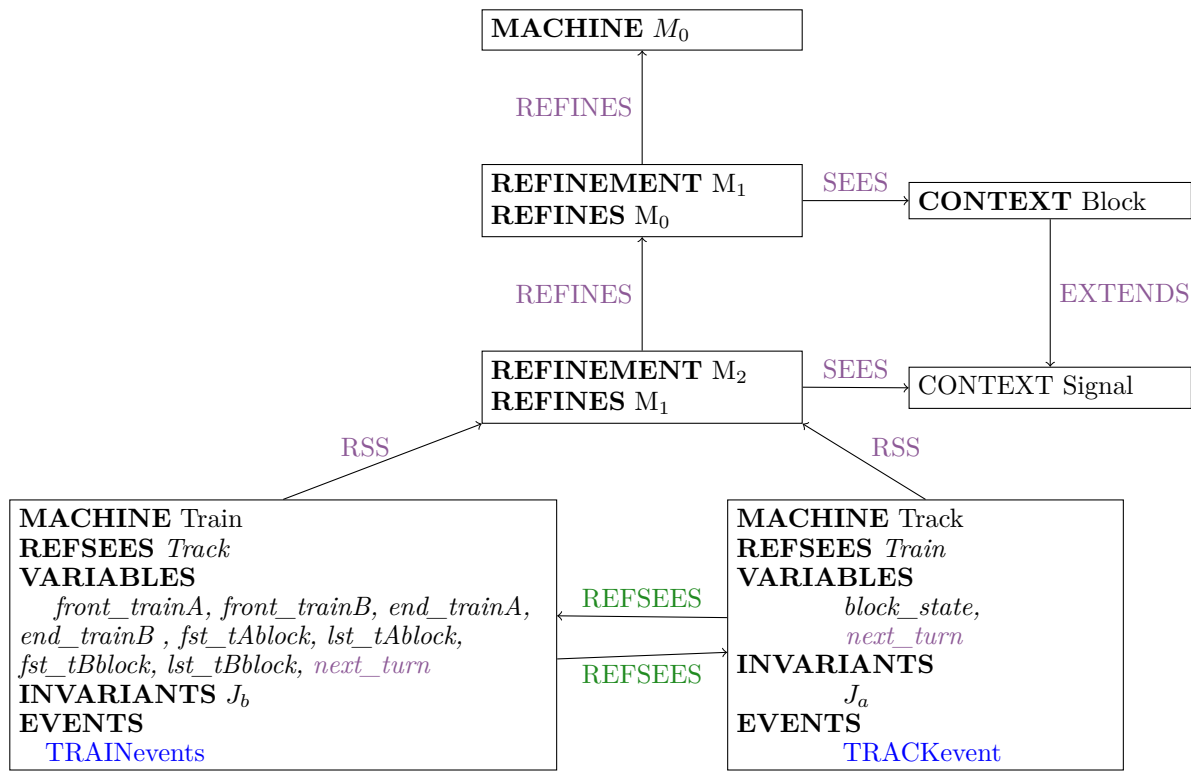 MACHINE M₀
REFINES
REFINEMENT M₁
REFINES M₀
SEES
CONTEXT Block
REFINES
EXTENDS
REFINEMENT M₂
REFINES M₁
SEES
CONTEXT Signal
RSS
RSS
MACHINE Train
REFSEES Track
VARIABLES
front_trainA, front_trainB, end_trainA,
end_trainB , fst_tAblock, lst_tAblock,
fst_tBblock, lst_tBblock, next_turn
INVARIANTS J_b
EVENTS
TRAINevents
REFSEES
REFSEES
MACHINE Track
REFSEES Train
VARIABLES
block_state,
next_turn
INVARIANTS
J_a
EVENTS
TRACKevent